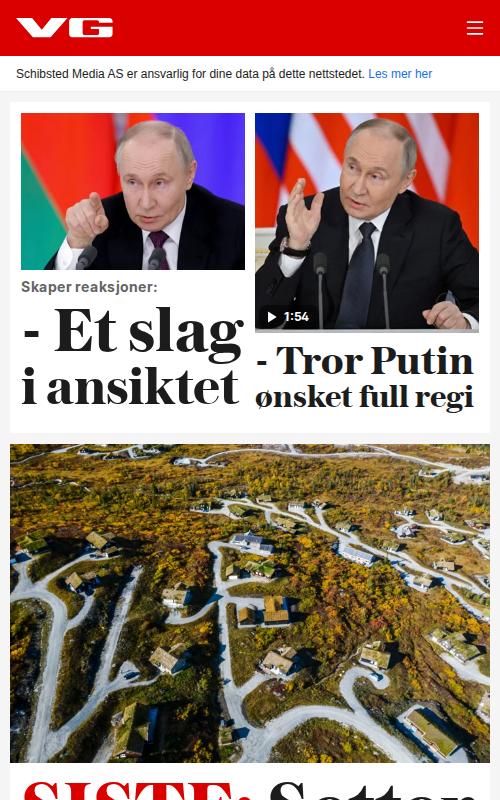 VG
Schibsted Media AS er ansvarlig for dine data på dette nettstedet. Les mer her
Skaper reaksjoner:
- Et slag
i ansiktet
1:54
- Tror Putin
ønsket full regi
SISTE: Setter